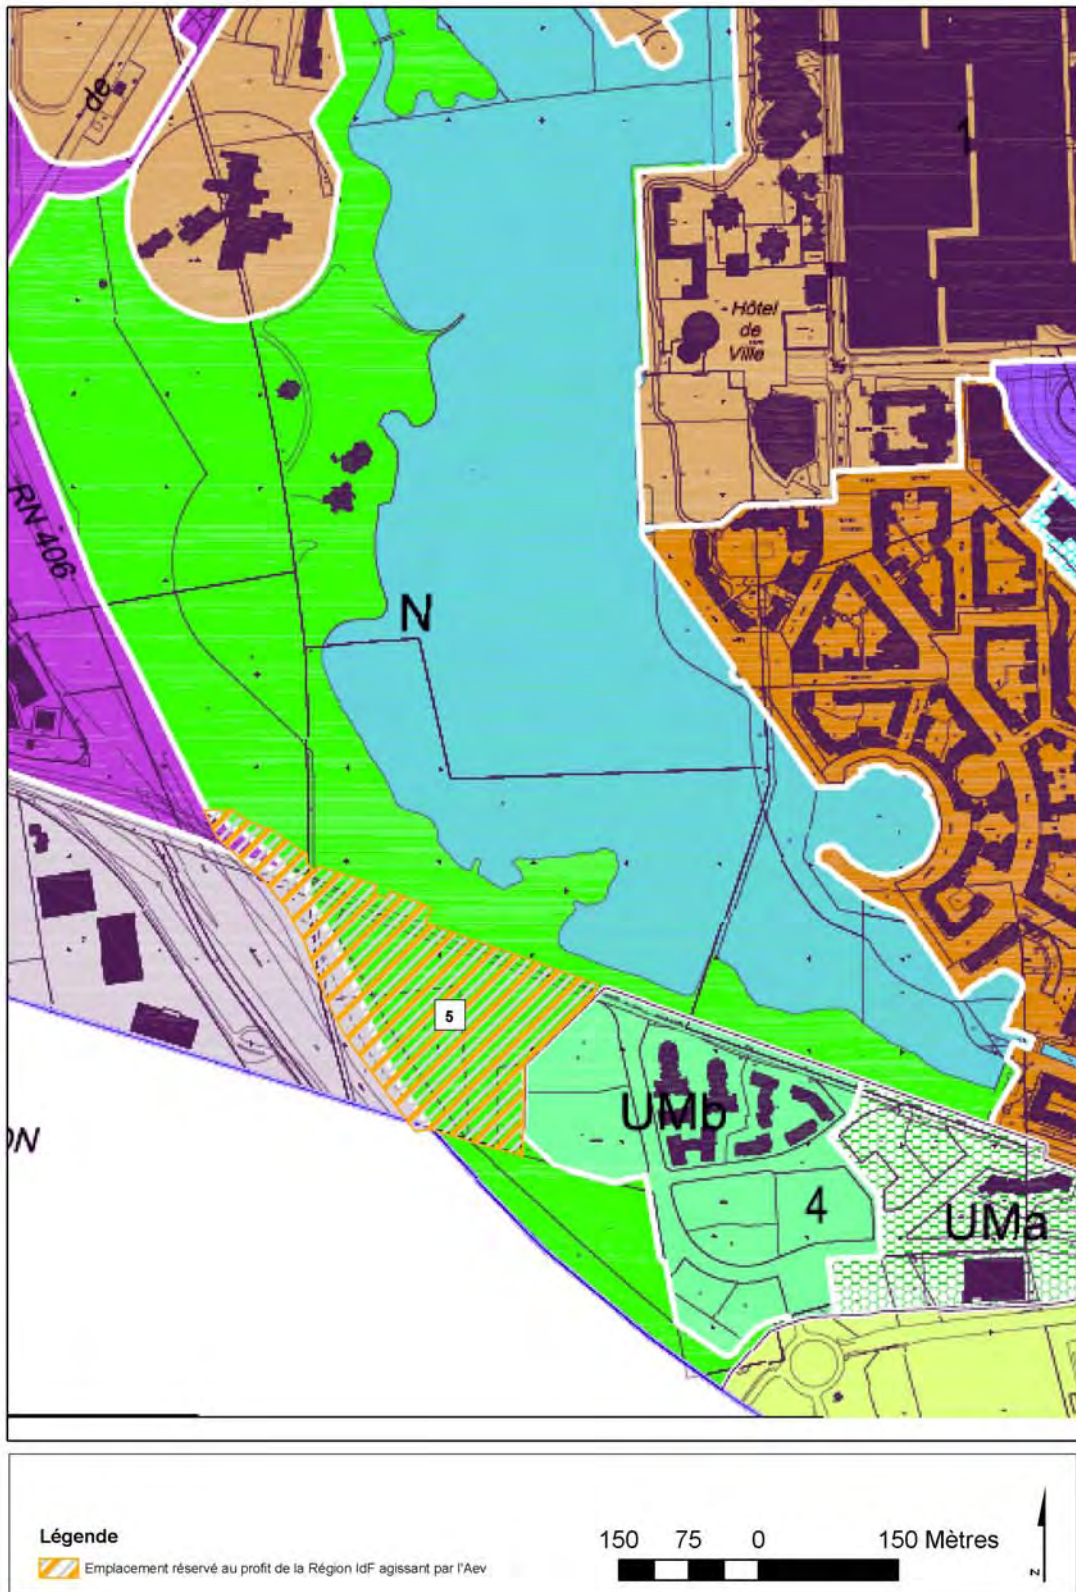 de
1
- Hôtel
de
Ville
RN 406
N
5
UMb
4
UMa
ON
Légende
Emplacement réservé au profit de la Région IdF agissant par l'Aev
150 75 0 150 Mètres
N